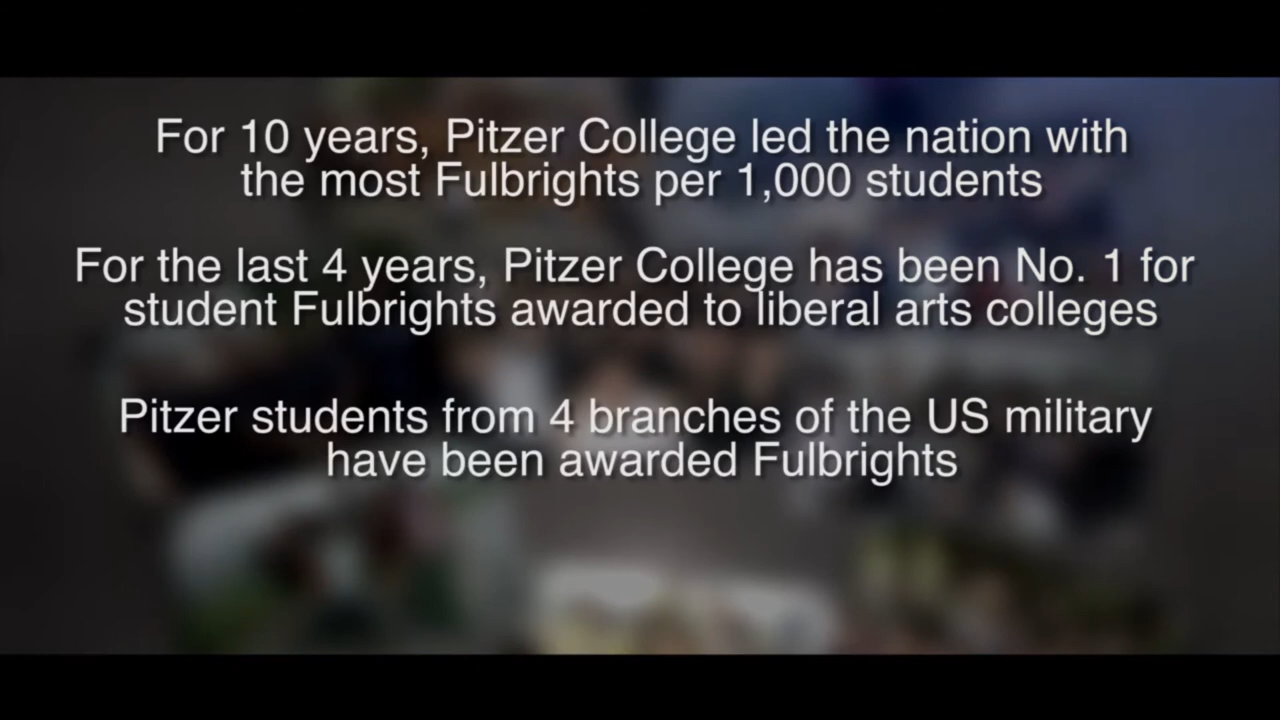 For 10 years, Pitzer College led the nation with
the most Fulbrights per 1,000 students
For the last 4 years, Pitzer College has been No. 1 for
student Fulbrights awarded to liberal arts colleges
Pitzer students from 4 branches of the US military
have been awarded Fulbrights